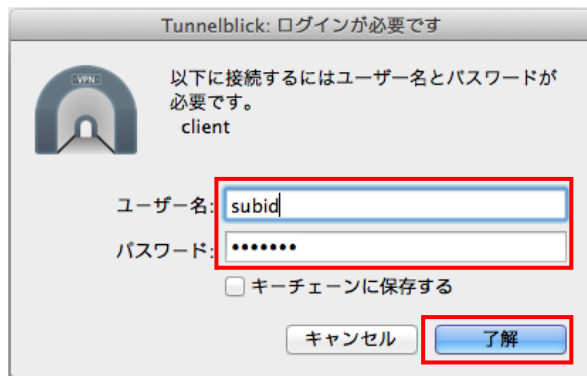 Tunnelblick: ログインが必要です
-VPN-
以下に接続するにはユーザー名とパスワードが
必要です。
client
ユーザー名: subid
パスワード: •••••••
キーチェーンに保存する
キャンセル 了解